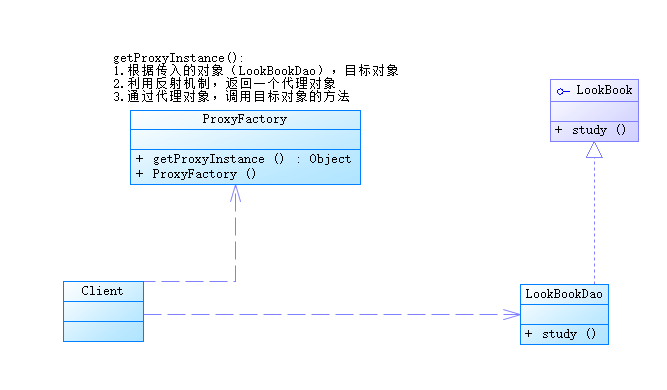 getProxyInstance():
1.根据传入的对象（LookBookDao），目标对象
2.利用反射机制，返回一个代理对象
3.通过代理对象，调用目标对象的方法
ProxyFactory
+ getProxyInstance () : Object
+ ProxyFactory ()
LookBook
+ study ()
Client
LookBookDao
+ study ()